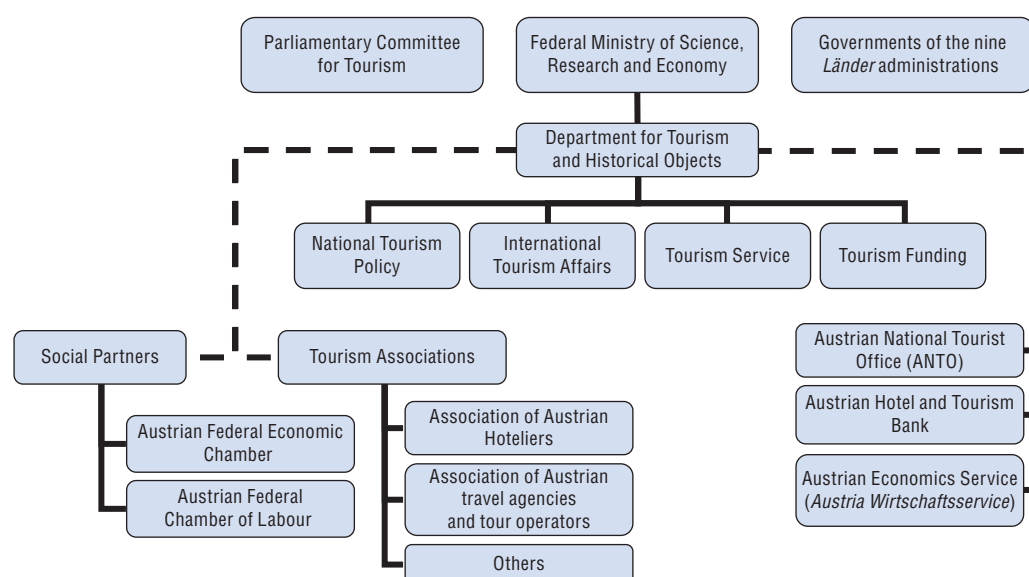 Parliamentary Committee
for Tourism
Federal Ministry of Science,
Research and Economy
Governments of the nine
Länder administrations
Department for Tourism
and Historical Objects
National Tourism
Policy
International
Tourism Affairs
Tourism Service
Tourism Funding
Social Partners
Tourism Associations
Austrian National Tourist
Office (ANTO)
Austrian Federal Economic
Chamber
Austrian Federal
Chamber of Labour
Association of Austrian
Hoteliers
Association of Austrian
travel agencies
and tour operators
Others
Austrian Hotel and Tourism
Bank
Austrian Economics Service
(Austria Wirtschaftsservice)